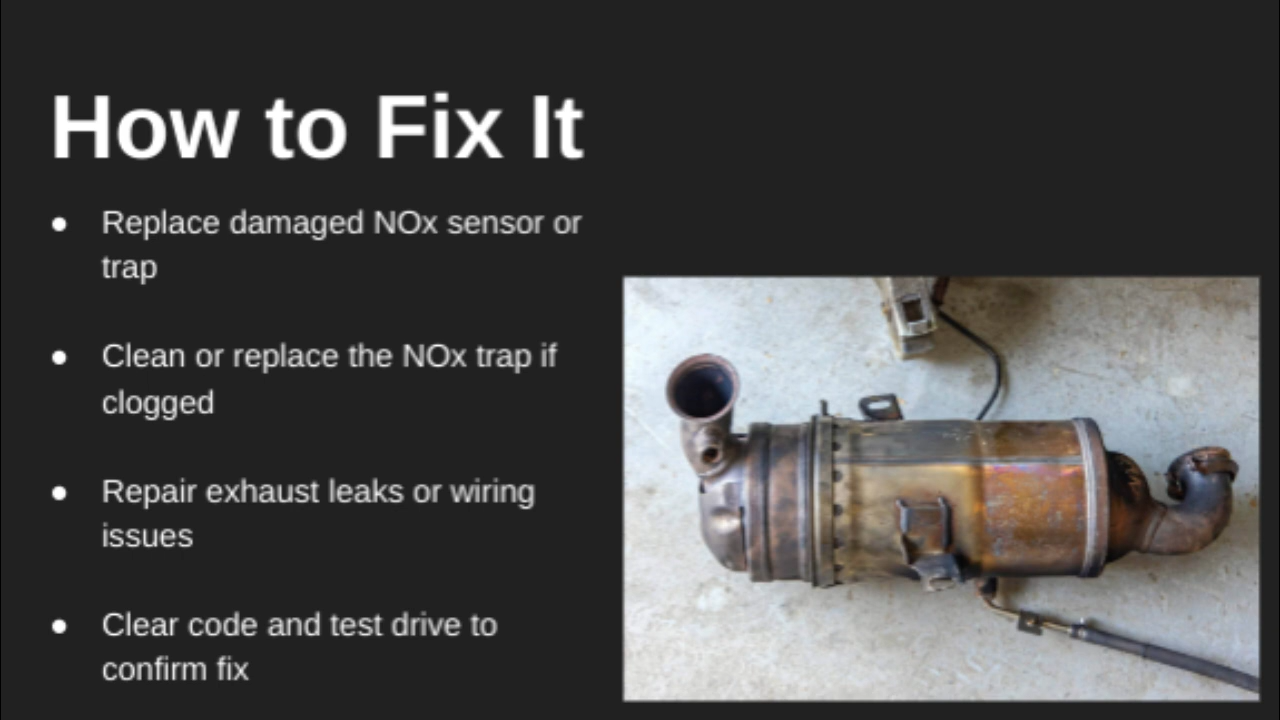 How to Fix It
● Replace damaged NOx sensor or
trap
● Clean or replace the NOx trap if
clogged
● Repair exhaust leaks or wiring
issues
● Clear code and test drive to
confirm fix